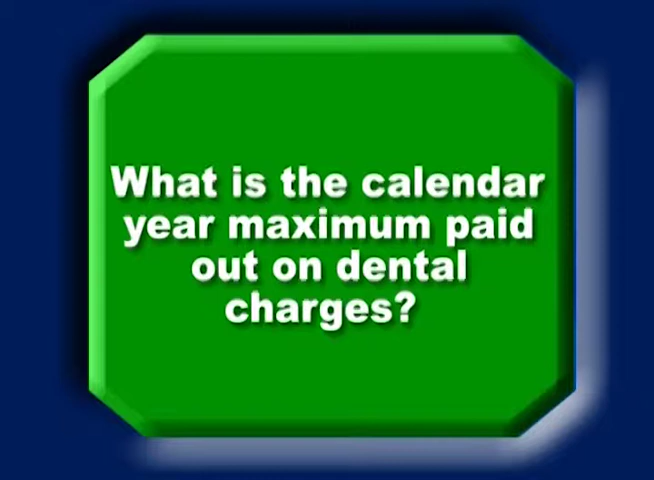 What is the calendar
year maximum paid
out on dental
charges?